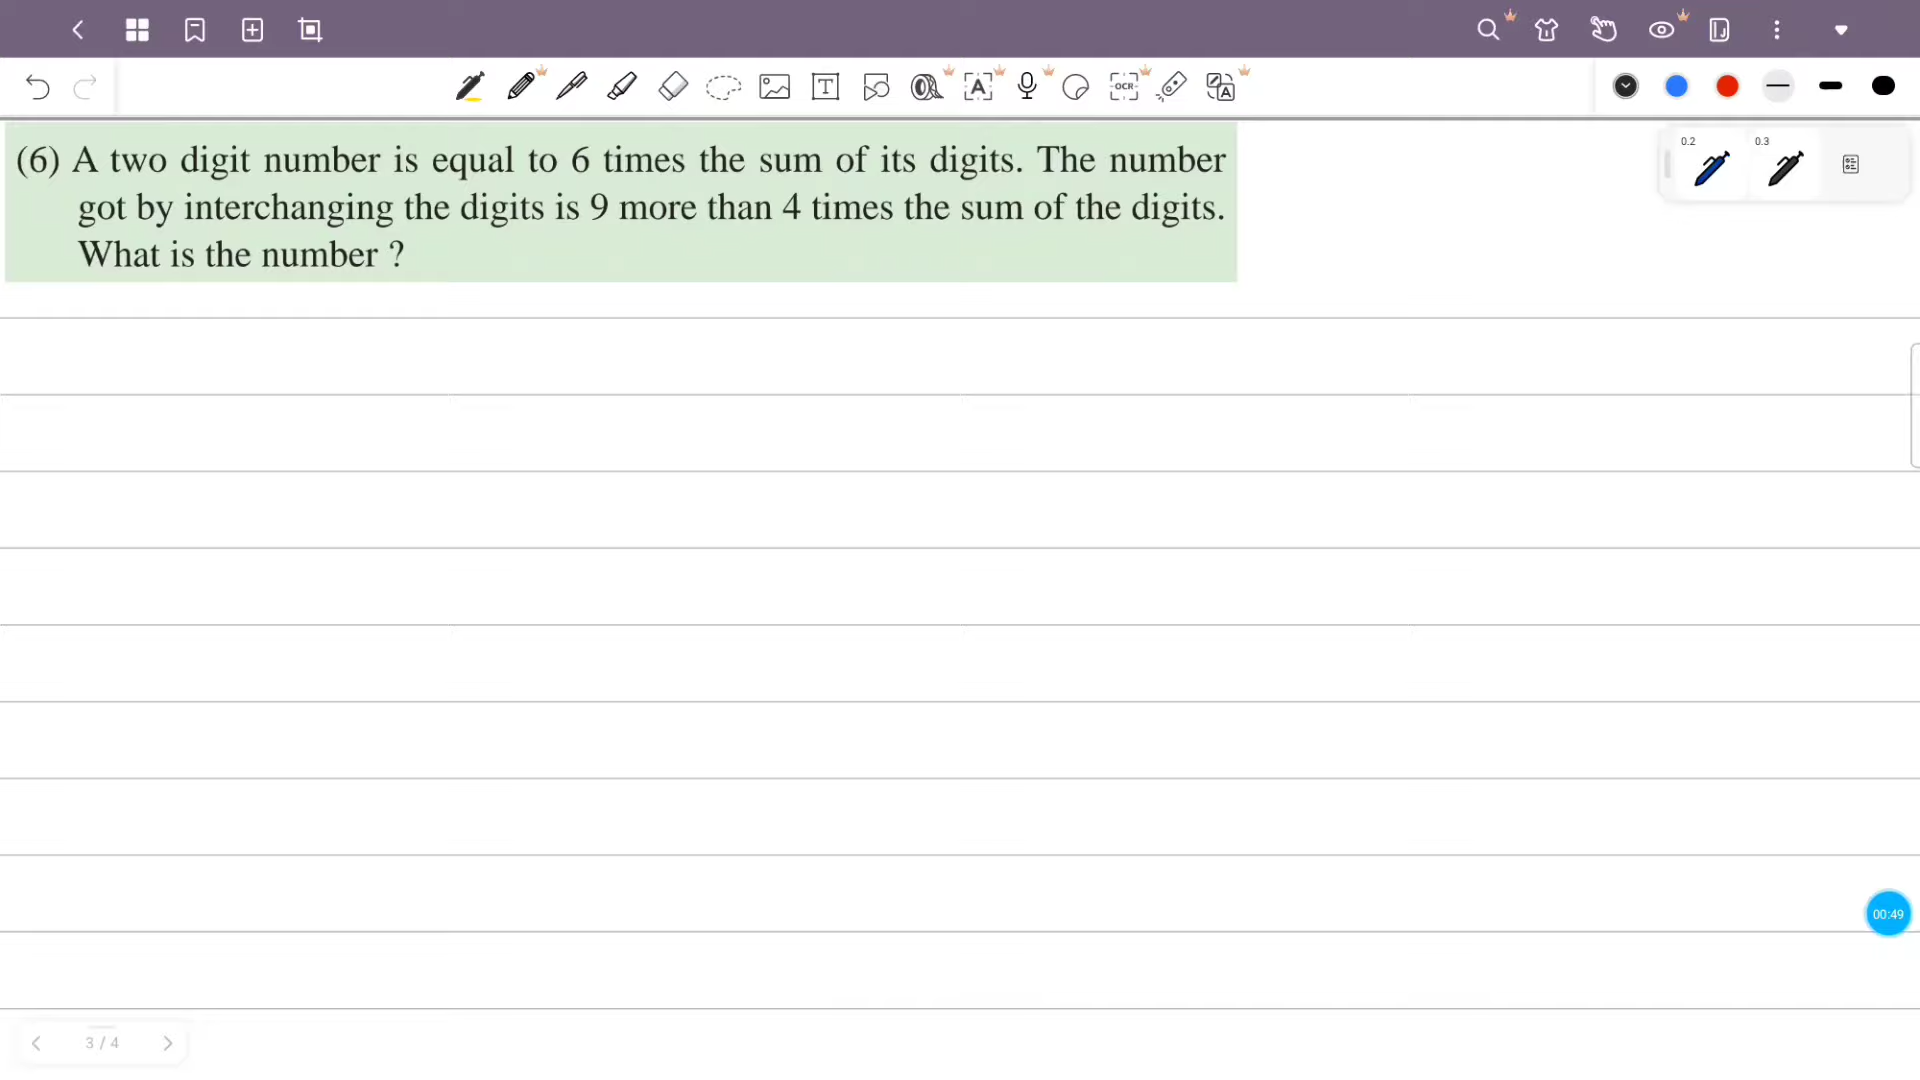 0.2
0.3
(6) A two digit number is equal to 6 times the sum of its digits. The number
got by interchanging the digits is 9 more than 4 times the sum of the digits.
What is the number ?
00:49
3 / 4
T
A
OCR
A